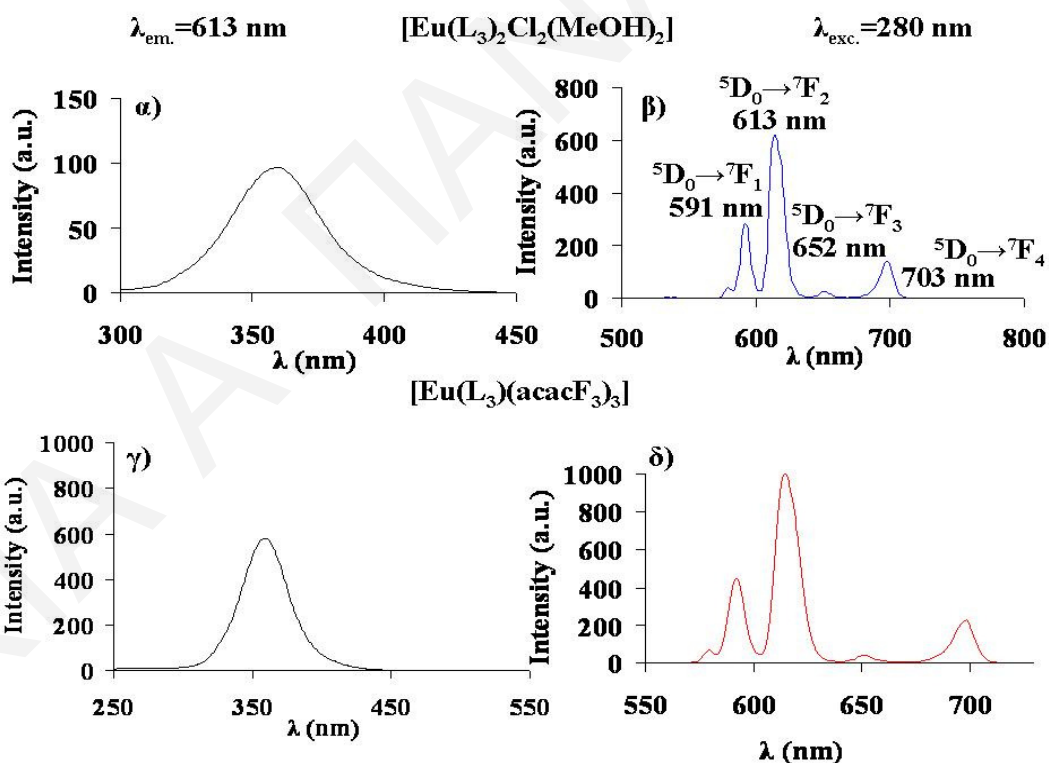 λem.=613 nm [Eu(L3)2Cl2(MeOH)2] λexc.=280 nm
α)
Intensity (a.u.)
150
100
50
0
300 350 400 450
λ (nm)
β)
Intensity (a.u.)
800
600
400
200
0
500 600 700 800
λ (nm)
5D0→7F2
613 nm
5D0→7F1
591 nm
5D0→7F3
652 nm
5D0→7F4
703 nm
[Eu(L3)(acacF3)3]
γ)
Intensity (a.u.)
1000
800
600
400
200
0
250 350 450 550
λ (nm)
δ)
Intensity (a.u.)
1000
800
600
400
200
0
550 600 650 700
λ (nm)